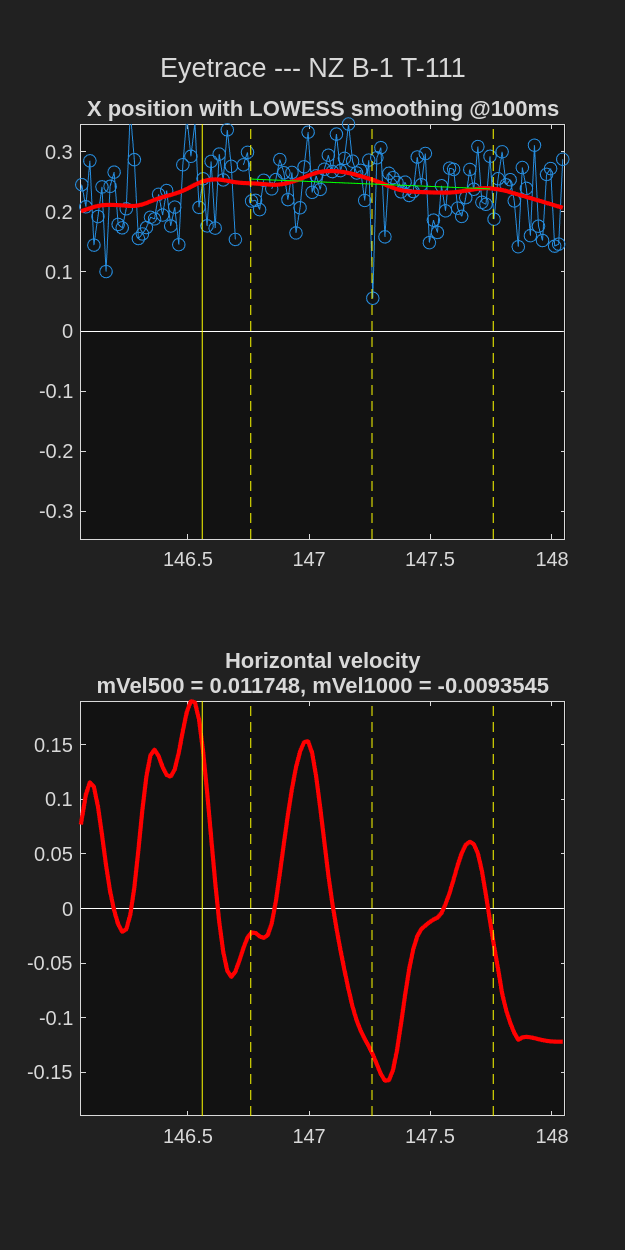 Eyetrace --- NZ B-1 T-111
X position with LOWESS smoothing @100ms
0.3
0.2
0.1
0
-0.1
-0.2
-0.3
146.5 147 147.5 148
Horizontal velocity
mVel500 = 0.011748, mVel1000 = -0.0093545
0.15
0.1
0.05
0
-0.05
-0.1
-0.15
146.5 147 147.5 148